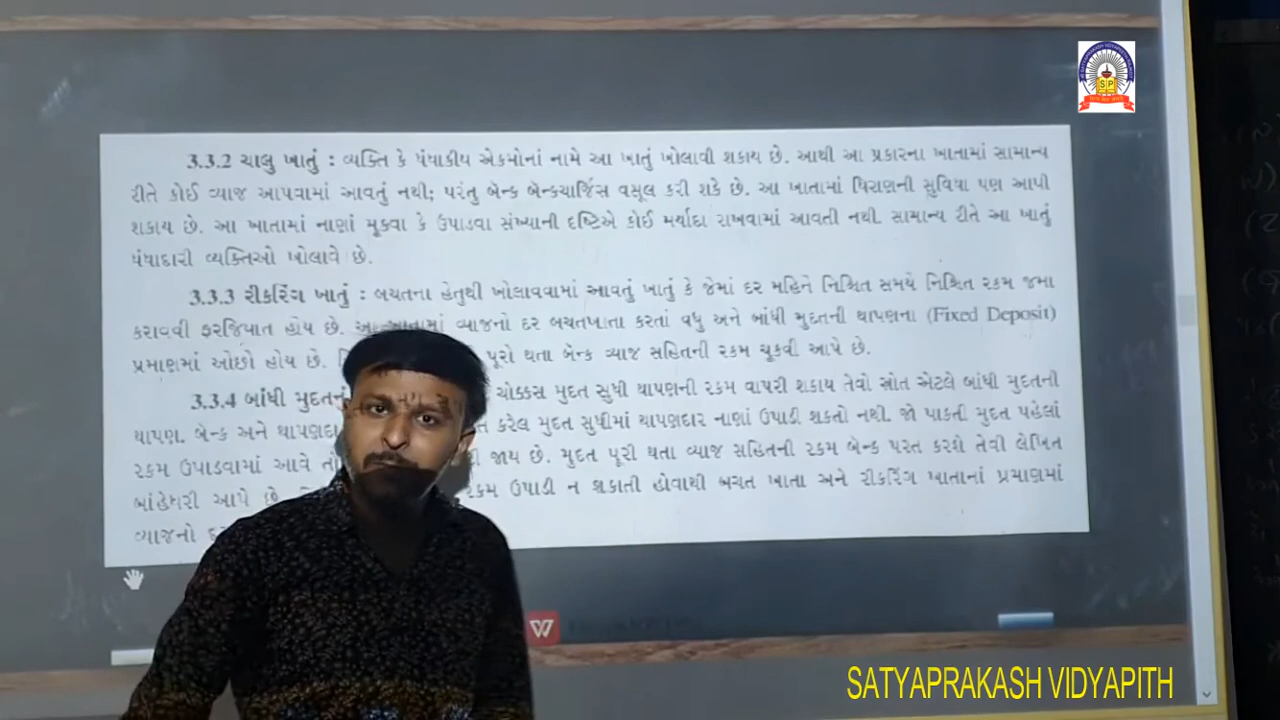 3.3.2 ચાલુ ખાતું : વ્યક્તિ કે ધંધાકીય એકમોનાં નામે આ ખાતું ખોલાવી શકાય છે. આથી આ પ્રકારના ખાતામાં સામાન્ય
રીતે કોઈ વ્યાજ આપવામાં આવતું નથી; પરંતુ બૅન્ક બૅન્કચાર્જિસ વસૂલ કરી શકે છે. આ ખાતામાં ધિરાણની સુવિધા પણ આપી
શકાય છે. આ ખાતામાં નાણાં મૂકવા કે ઉપાડવા સંખ્યાની દૃષ્ટિએ કોઈ મર્યાદા રાખવામાં આવતી નથી. સામાન્ય રીતે આ ખાતું
ધંધાદારી વ્યક્તિઓ ખોલાવે છે.
3.3.3 રીકરિંગ ખાતું : બચતના હેતુથી ખોલાવવામાં આવતું ખાતું કે જેમાં દર મહિને નિશ્ચિત સમયે નિશ્ચિત રકમ જમા
કરાવવી ફરજિયાત હોય છે. આ ખાતામાં વ્યાજનો દર બચતખાતા કરતાં વધુ અને બાંધી મુદતની થાપણના (Fixed Deposit)
પ્રમાણમાં ઓછો હોય છે. પૂરો થતા બૅન્ક વ્યાજ સહિતની રકમ ચૂકવી આપે છે.
3.3.4 બાંધી મુદતની ચોક્કસ મુદત સુધી થાપણની રકમ વાપરી શકાય તેવો સ્રોત એટલે બાંધી મુદતની
થાપણ. બૅન્ક અને કરેલ મુદત સુધીમાં થાપણદાર નાણાં ઉપાડી શકતો નથી. જો પાકતી મુદત પહેલાં
રકમ ઉપાડવામાં આવે તો જાય છે. મુદત પૂરી થતા વ્યાજ સહિતની રકમ બૅન્ક પરત કરશે તેવી લેખિત
બાંહેધરી આપે છે. રકમ ઉપાડી ન શકાતી હોવાથી બચત ખાતા અને રીકરિંગ ખાતાનાં પ્રમાણમાં
વ્યાજનો
SATYAPRAKASH VIDYAPITH